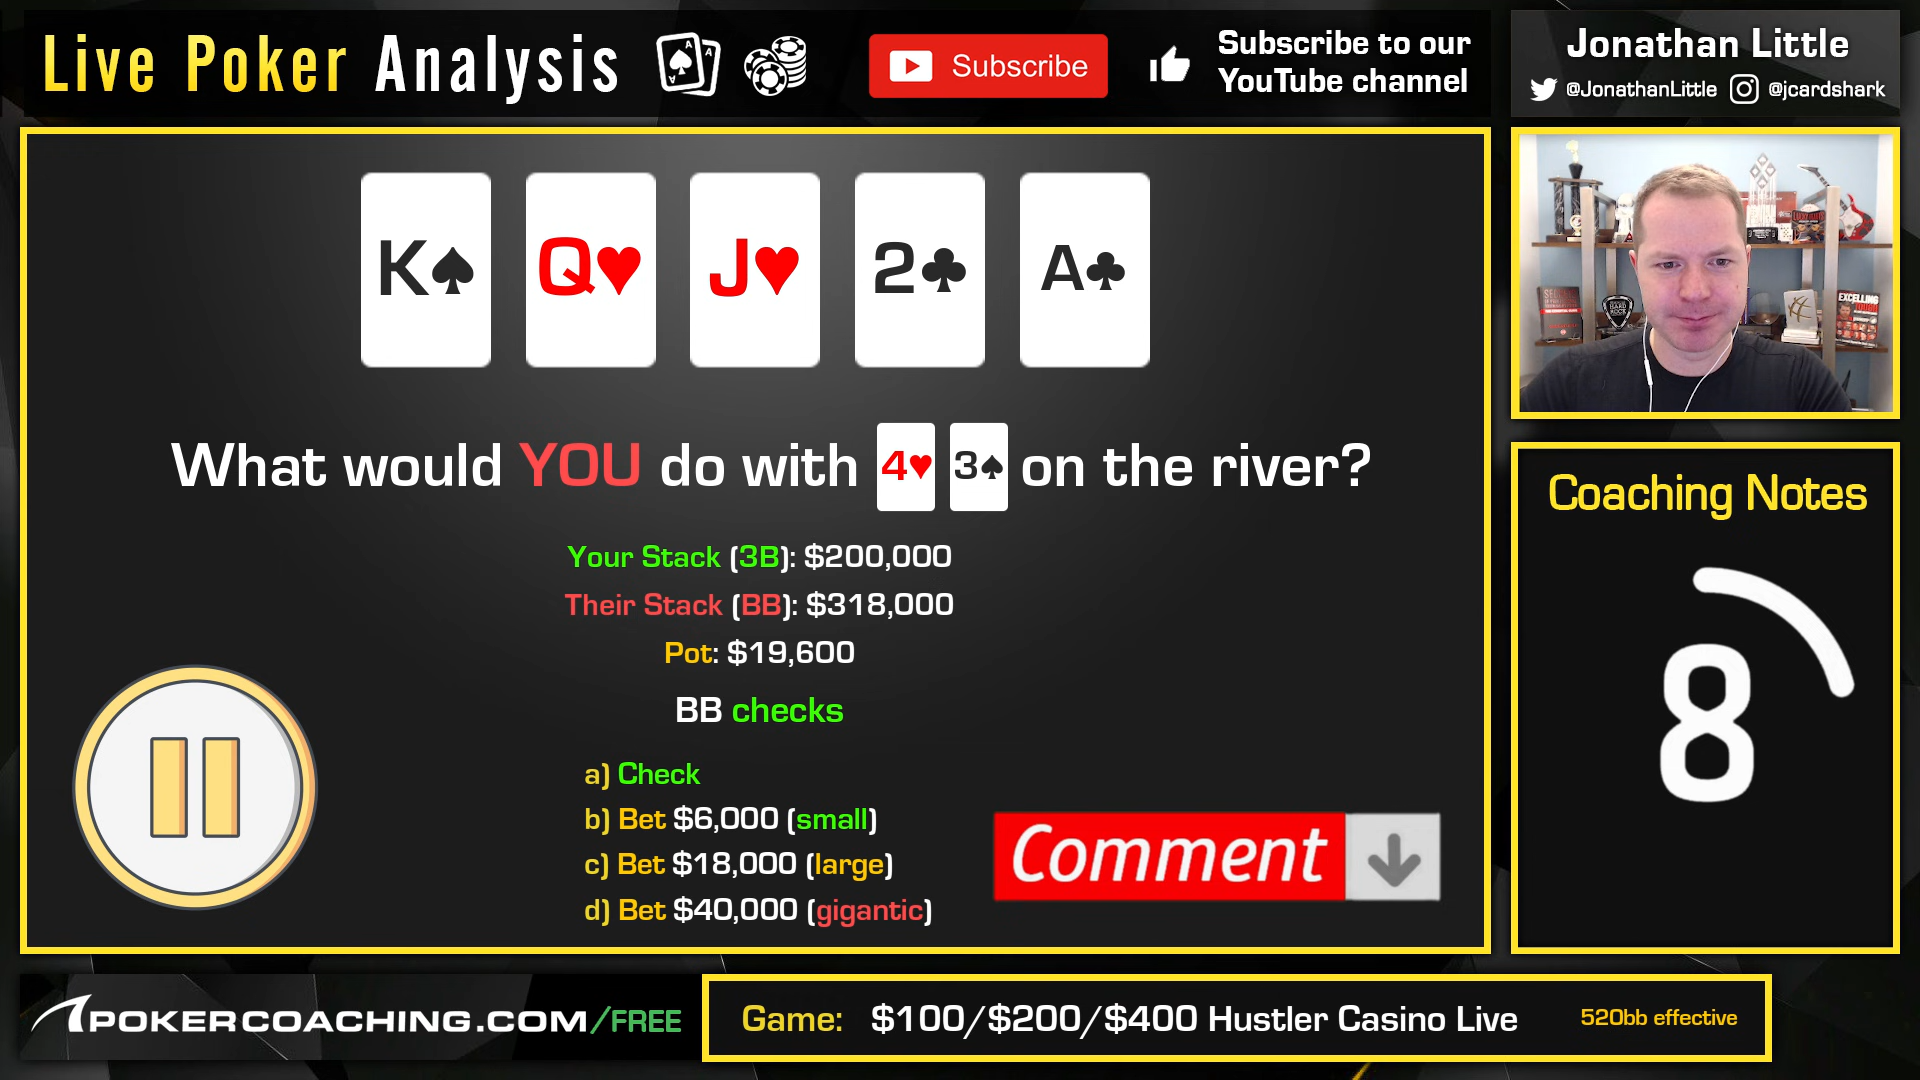 Live Poker Analysis
Subscribe
Subscribe to our
YouTube channel
Jonathan Little
@JonathanLittle @jcardshark
K♠ Q♥ J♥ 2♣ A♣
What would YOU do with 4♥ 3♠ on the river?
Your Stack (3B): $200,000
Their Stack (BB): $318,000
Pot: $19,600
BB checks
a) Check
b) Bet $6,000 (small)
c) Bet $18,000 (large)
d) Bet $40,000 (gigantic)
Comment
EXCELLING
Coaching Notes
8
POKERCOACHING.COM/FREE
Game: $100/$200/$400 Hustler Casino Live
520bb effective